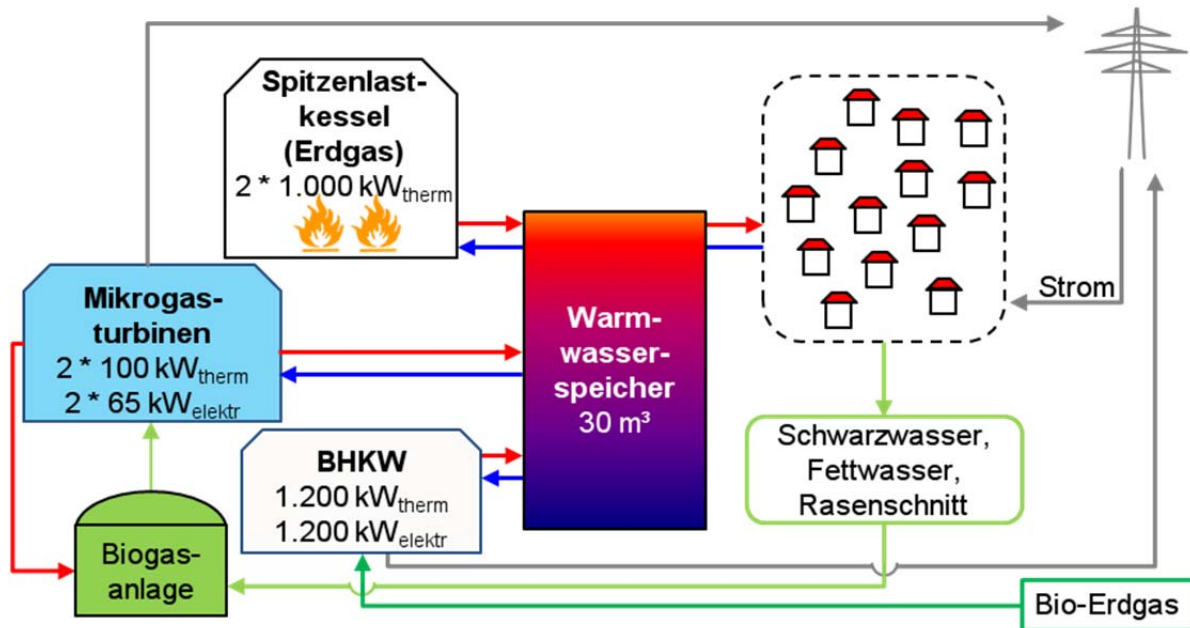 Spitzenlast-
kessel
(Erdgas)
2 * 1.000 kWtherm
Mikrogas-
turbinen
2 * 100 kWtherm
2 * 65 kWelektr
Warm-
wasser-
speicher
30 m³
Strom
BHKW
1.200 kWtherm
1.200 kWelektr
Schwarzwasser,
Fettwasser,
Rasenschnitt
Biogas-
anlage
Bio-Erdgas